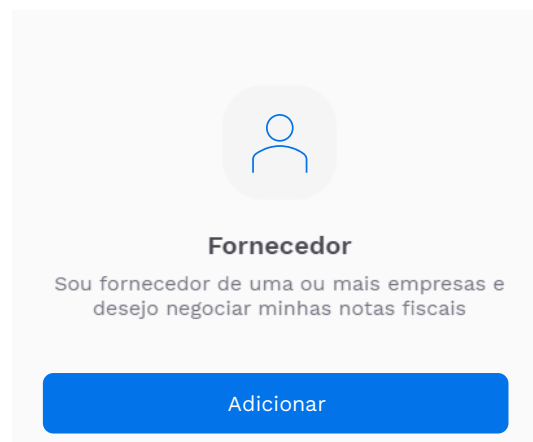 Fornecedor
Sou fornecedor de uma ou mais empresas e
desejo negociar minhas notas fiscais
Adicionar